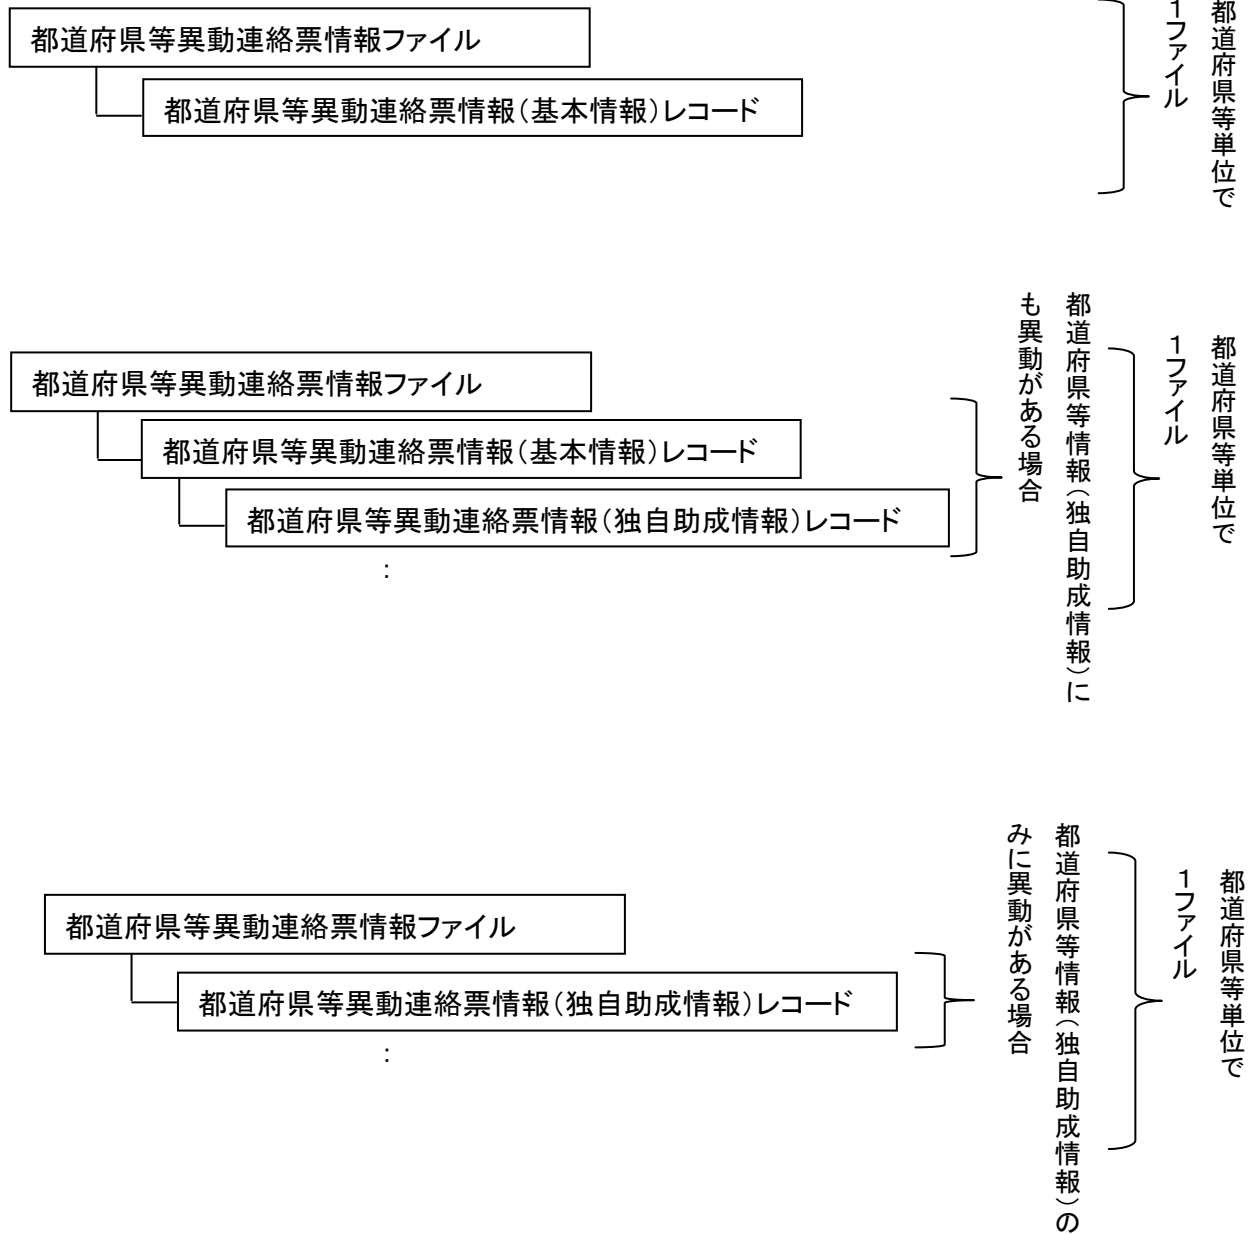 都道府県等異動連絡票情報ファイル
都道府県等異動連絡票情報（基本情報）レコード
都道府県等単位で
１ファイル
都道府県等異動連絡票情報ファイル
都道府県等異動連絡票情報（基本情報）レコード
都道府県等異動連絡票情報（独自助成情報）レコード
：
都道府県等情報（独自助成情報）に
も異動がある場合
都道府県等単位で
１ファイル
都道府県等異動連絡票情報ファイル
都道府県等異動連絡票情報（独自助成情報）レコード
：
都道府県等情報（独自助成情報）の
みに異動がある場合
都道府県等単位で
１ファイル